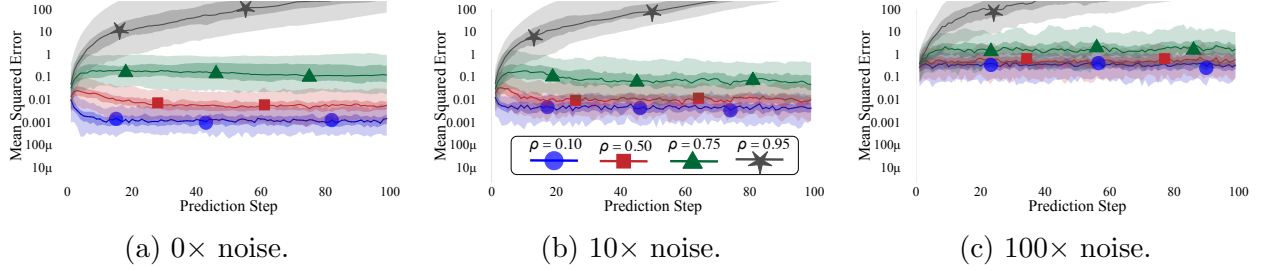 Mean Squared Error
100
10
1
0.1
0.01
0.001
100µ
10µ
0 20 40 60 80 100
Prediction Step
(a) 0× noise.
Mean Squared Error
100
10
1
0.1
0.01
0.001
100µ
10µ
ρ = 0.10 ρ = 0.50 ρ = 0.75 ρ = 0.95
0 20 40 60 80 100
Prediction Step
(b) 10× noise.
Mean Squared Error
100
10
1
0.1
0.01
0.001
100µ
10µ
0 20 40 60 80 100
Prediction Step
(c) 100× noise.